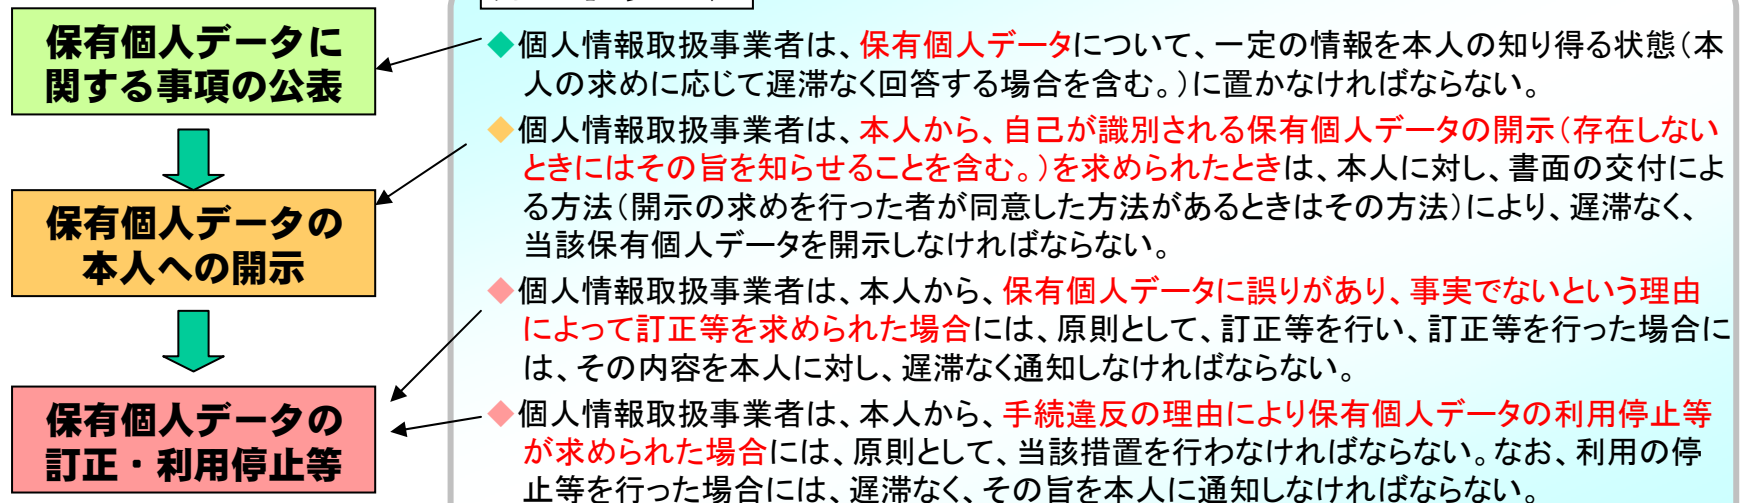 保有個人データに
関する事項の公表
保有個人データの
本人への開示
保有個人データの
訂正・利用停止等
◆個人情報取扱事業者は、保有個人データについて、一定の情報を本人の知り得る状態(本
人の求めに応じて遅滞なく回答する場合を含む。)に置かなければならない。
◆個人情報取扱事業者は、本人から、自己が識別される保有個人データの開示(存在しない
ときにはその旨を知らせることを含む。)を求められたときは、本人に対し、書面の交付によ
る方法(開示の求めを行った者が同意した方法があるときはその方法)により、遅滞なく、
当該保有個人データを開示しなければならない。
◆個人情報取扱事業者は、本人から、保有個人データに誤りがあり、事実でないという理由
によって訂正等を求められた場合には、原則として、訂正等を行い、訂正等を行った場合に
は、その内容を本人に対し、遅滞なく通知しなければならない。
◆個人情報取扱事業者は、本人から、手続違反の理由により保有個人データの利用停止等
が求められた場合には、原則として、当該措置を行わなければならない。なお、利用の停
止等を行った場合には、遅滞なく、その旨を本人に通知しなければならない。